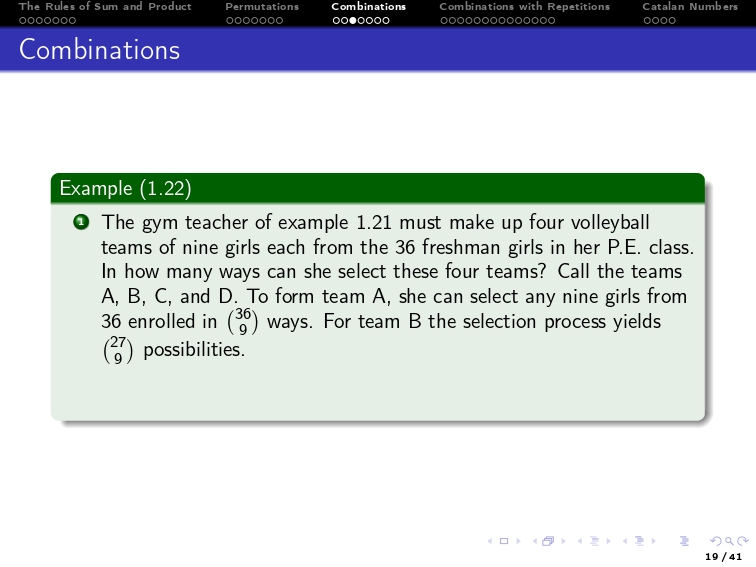 The Rules of Sum and Product Permutations Combinations Combinations with Repetitions Catalan Numbers
Combinations
Example (1.22)
1 The gym teacher of example 1.21 must make up four volleyball
teams of nine girls each from the 36 freshman girls in her P.E. class.
In how many ways can she select these four teams? Call the teams
A, B, C, and D. To form team A, she can select any nine girls from
36 enrolled in (36 9) ways. For team B the selection process yields
(27 9) possibilities.
19 / 41